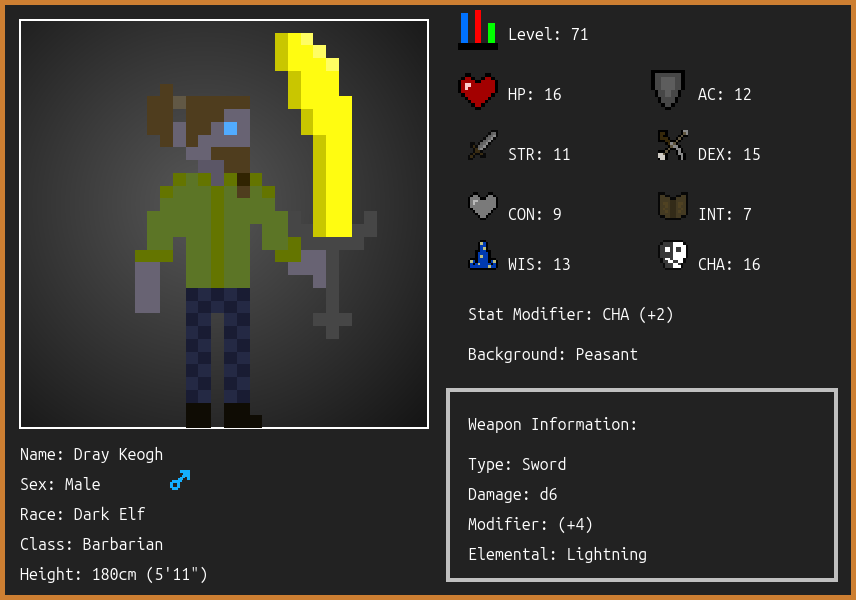 Level: 71
HP: 16
AC: 12
STR: 11
DEX: 15
CON: 9
INT: 7
WIS: 13
CHA: 16
Stat Modifier: CHA (+2)
Background: Peasant
Name: Dray Keogh
Sex: Male
Race: Dark Elf
Class: Barbarian
Height: 180cm (5'11")
Weapon Information:
Type: Sword
Damage: d6
Modifier: (+4)
Elemental: Lightning